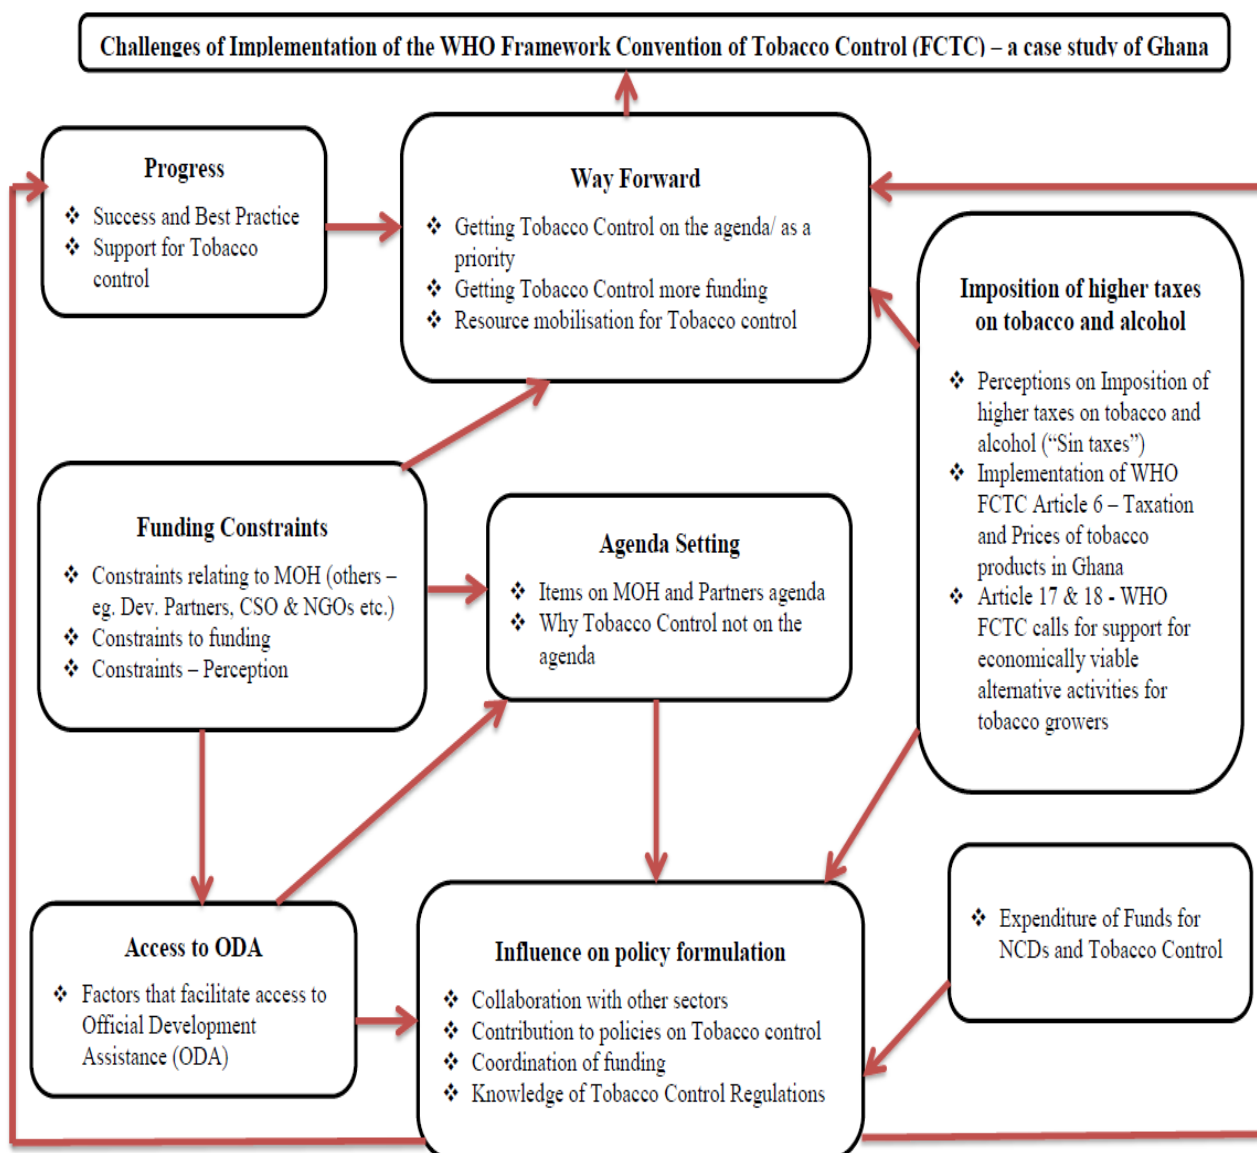 Challenges of Implementation of the WHO Framework Convention of Tobacco Control (FCTC) – a case study of Ghana
Progress
❖ Success and Best Practice
❖ Support for Tobacco
control
Way Forward
❖ Getting Tobacco Control on the agenda/ as a
priority
❖ Getting Tobacco Control more funding
❖ Resource mobilisation for Tobacco control
Imposition of higher taxes
on tobacco and alcohol
❖ Perceptions on Imposition of
higher taxes on tobacco and
alcohol (“Sin taxes”)
❖ Implementation of WHO
FCTC Article 6 – Taxation
and Prices of tobacco
products in Ghana
❖ Article 17 & 18 - WHO
FCTC calls for support for
economically viable
alternative activities for
tobacco growers
Funding Constraints
❖ Constraints relating to MOH (others –
eg. Dev. Partners, CSO & NGOs etc.)
❖ Constraints to funding
❖ Constraints – Perception
Agenda Setting
❖ Items on MOH and Partners agenda
❖ Why Tobacco Control not on the
agenda
Access to ODA
❖ Factors that facilitate access to
Official Development
Assistance (ODA)
Influence on policy formulation
❖ Collaboration with other sectors
❖ Contribution to policies on Tobacco control
❖ Coordination of funding
❖ Knowledge of Tobacco Control Regulations
❖ Expenditure of Funds for
NCDs and Tobacco Control